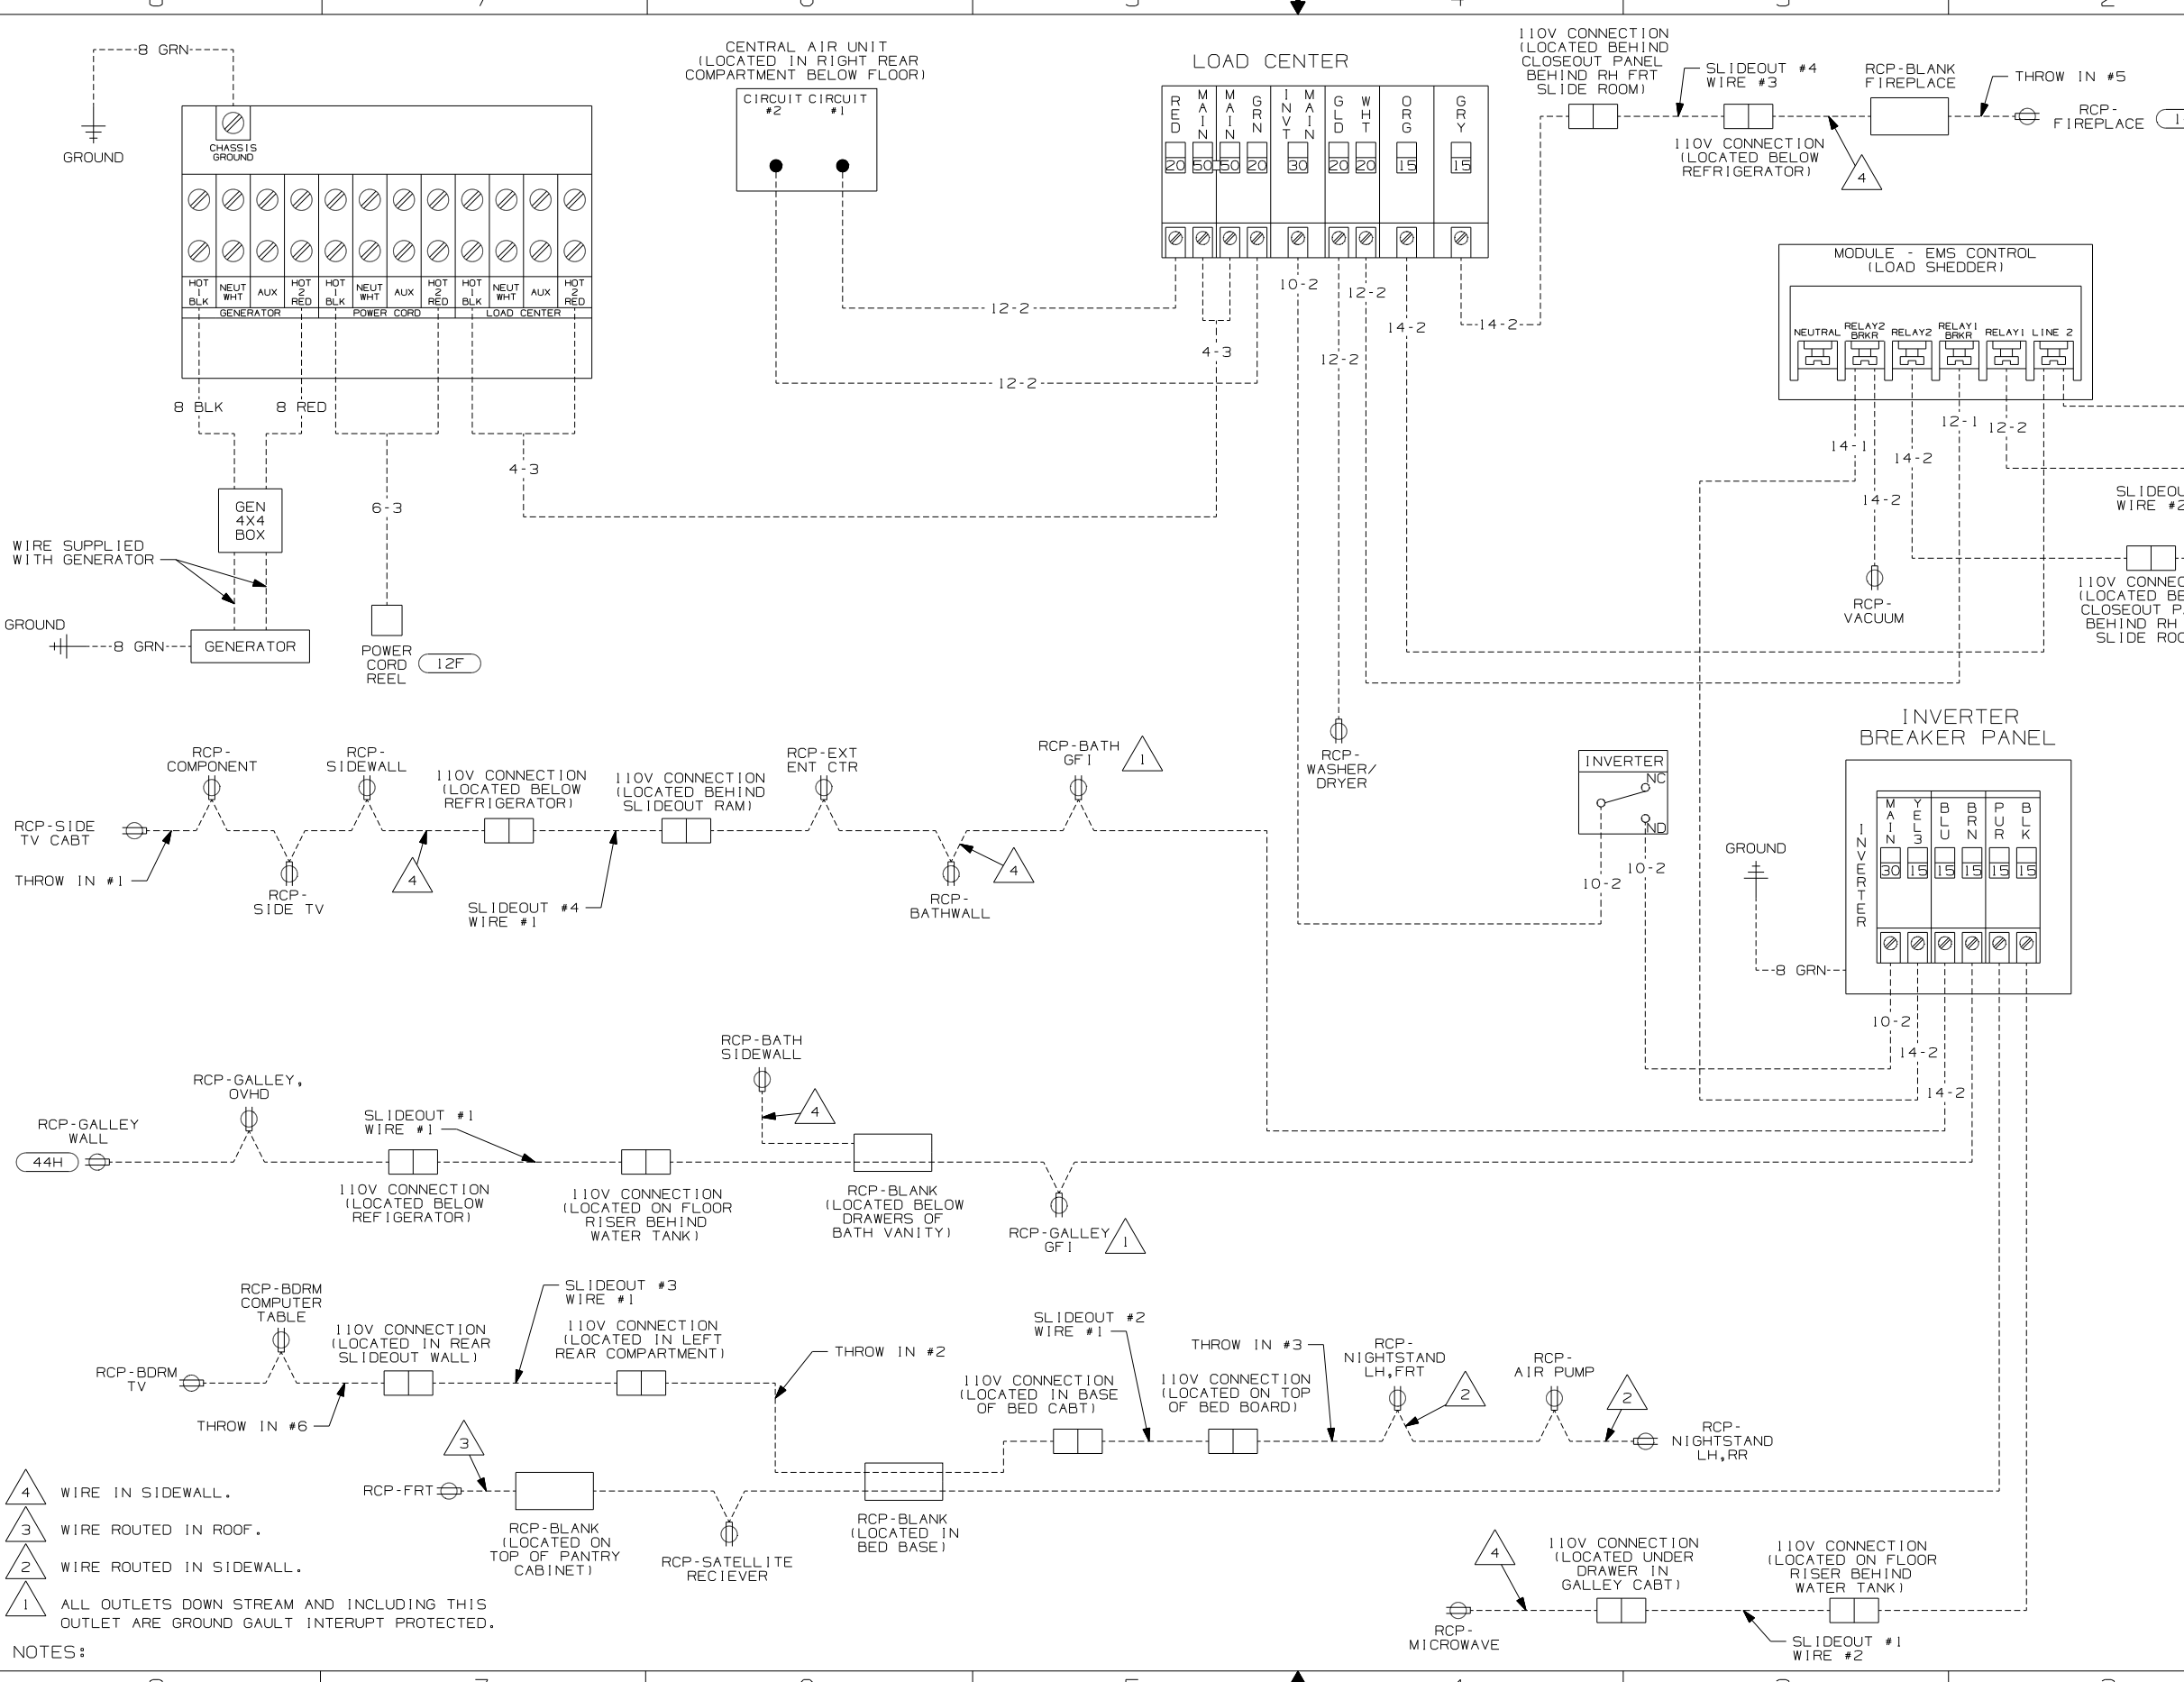 8 GRN
GROUND
CHASSIS
GROUND
HOT 1 BLK
NEUT WHT
AUX
HOT 2 RED
HOT 1 BLK
NEUT WHT
AUX
HOT 2 RED
HOT 1 BLK
NEUT WHT
AUX
HOT 2 RED
GENERATOR
POWER CORD
LOAD CENTER
8 BLK
8 RED
4-3
6-3
GEN
4X4
BOX
WIRE SUPPLIED
WITH GENERATOR
GROUND
8 GRN
GENERATOR
POWER
CORD
REEL
12F
CENTRAL AIR UNIT
(LOCATED IN RIGHT REAR
COMPARTMENT BELOW FLOOR)
CIRCUIT #2
CIRCUIT #1
12-2
12-2
4-3
LOAD CENTER
RED
MAIN
MAIN
GRN
INVT
MAIN
GLD
WHT
ORG
GRY
20
50
50
20
30
20
20
15
15
10-2
12-2
12-2
14-2
14-2
110V CONNECTION
(LOCATED BEHIND
CLOSEOUT PANEL
BEHIND RH FRT
SLIDE ROOM)
SLIDEOUT #4
WIRE #3
110V CONNECTION
(LOCATED BELOW
REFRIGERATOR)
4
RCP-BLANK
FIREPLACE
THROW IN #5
RCP-
FIREPLACE
MODULE - EMS CONTROL
(LOAD SHEDDER)
NEUTRAL
RELAY2 BRKR
RELAY2
RELAY1 BRKR
RELAY1
LINE 2
14-1
14-2
14-2
12-1
12-2
RCP-
VACUUM
WIRE #2
RCP-
WASHER/
DRYER
INVERTER
NC
NO
10-2
10-2
INVERTER
BREAKER PANEL
INVERTER
MAIN
YEL3
BLU
BRN
PUR
BLK
30
15
15
15
15
15
GROUND
8 GRN
10-2
14-2
14-2
RCP-
COMPONENT
RCP-
SIDEWALL
RCP-SIDE
TV CABT
THROW IN #1
RCP-
SIDE TV
4
110V CONNECTION
(LOCATED BELOW
REFRIGERATOR)
SLIDEOUT #4
WIRE #1
110V CONNECTION
(LOCATED BEHIND
SLIDEOUT RAM)
RCP-EXT
ENT CTR
RCP-BATH
GFI
1
4
RCP-
BATHWALL
RCP-GALLEY,
OVHD
RCP-GALLEY
WALL
44H
SLIDEOUT #1
WIRE #1
110V CONNECTION
(LOCATED BELOW
REFIGERATOR)
110V CONNECTION
(LOCATED ON FLOOR
RISER BEHIND
WATER TANK)
RCP-BATH
SIDEWALL
4
RCP-BLANK
(LOCATED BELOW
DRAWERS OF
BATH VANITY)
RCP-GALLEY
GFI
1
RCP-BDRM
COMPUTER
TABLE
RCP-BDRM
TV
THROW IN #6
110V CONNECTION
(LOCATED IN REAR
SLIDEOUT WALL)
SLIDEOUT #3
WIRE #1
110V CONNECTION
(LOCATED IN LEFT
REAR COMPARTMENT)
THROW IN #2
SLIDEOUT #2
WIRE #1
110V CONNECTION
(LOCATED IN BASE
OF BED CABT)
THROW IN #3
110V CONNECTION
(LOCATED ON TOP
OF BED BOARD)
RCP-
NIGHTSTAND
LH,FRT
2
RCP-
AIR PUMP
2
RCP-
NIGHTSTAND
LH,RR
3
RCP-FRT
RCP-BLANK
(LOCATED ON
TOP OF PANTRY
CABINET)
RCP-SATELLITE
RECIEVER
RCP-BLANK
(LOCATED IN
BED BASE)
4
RCP-
MICROWAVE
110V CONNECTION
(LOCATED UNDER
DRAWER IN
GALLEY CABT)
110V CONNECTION
(LOCATED ON FLOOR
RISER BEHIND
WATER TANK)
SLIDEOUT #1
WIRE #2
4 WIRE IN SIDEWALL.
3 WIRE ROUTED IN ROOF.
2 WIRE ROUTED IN SIDEWALL.
1 ALL OUTLETS DOWN STREAM AND INCLUDING THIS
OUTLET ARE GROUND GAULT INTERUPT PROTECTED.
NOTES: